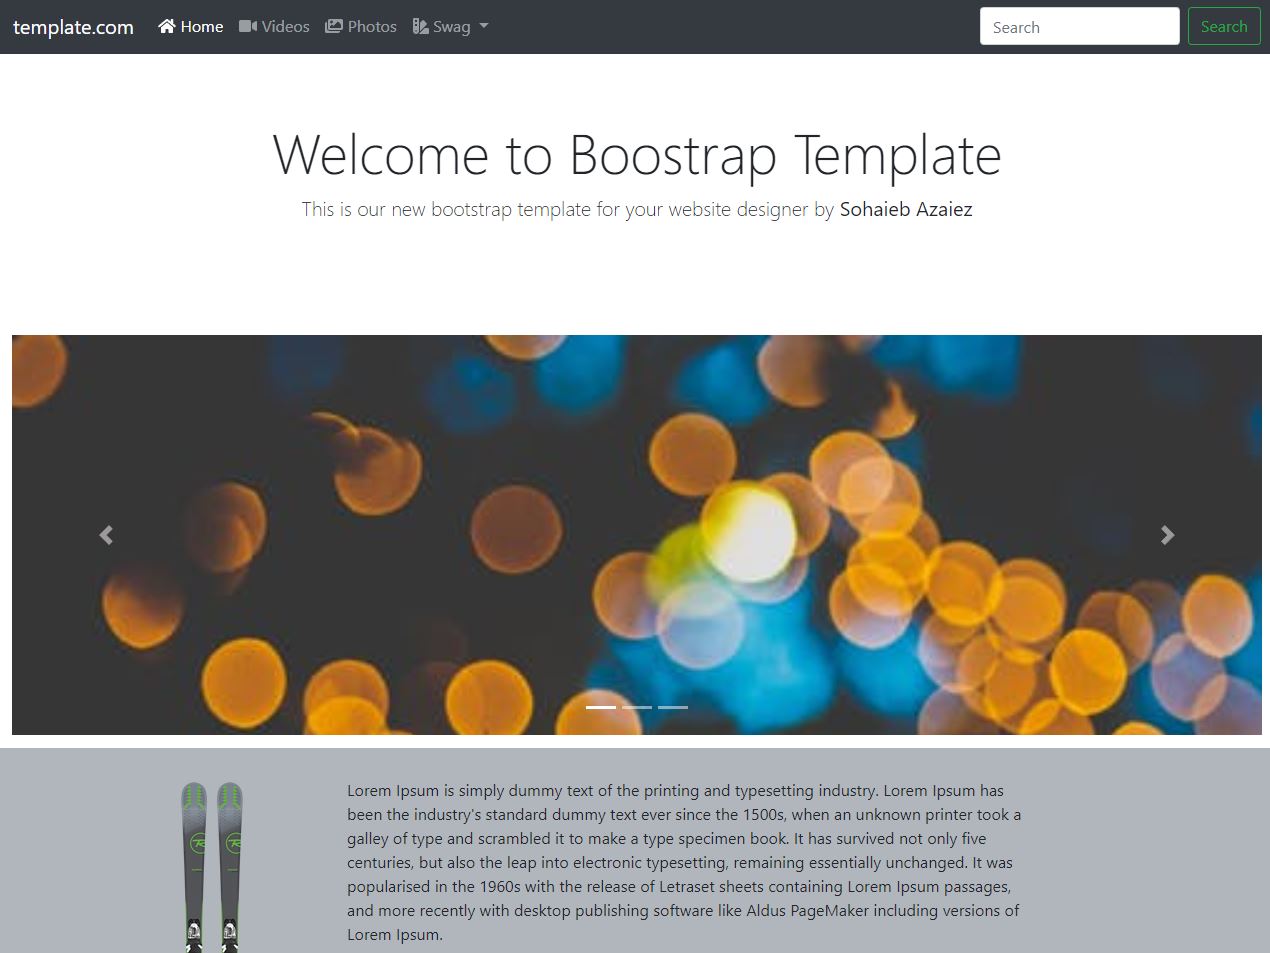 template.com Home Videos Photos Swag Search Search
Welcome to Boostrap Template
This is our new bootstrap template for your website designer by Sohaieb Azaiez
Lorem Ipsum is simply dummy text of the printing and typesetting industry. Lorem Ipsum has
been the industry's standard dummy text ever since the 1500s, when an unknown printer took a
galley of type and scrambled it to make a type specimen book. It has survived not only five
centuries, but also the leap into electronic typesetting, remaining essentially unchanged. It was
popularised in the 1960s with the release of Letraset sheets containing Lorem Ipsum passages,
and more recently with desktop publishing software like Aldus PageMaker including versions of
Lorem Ipsum.